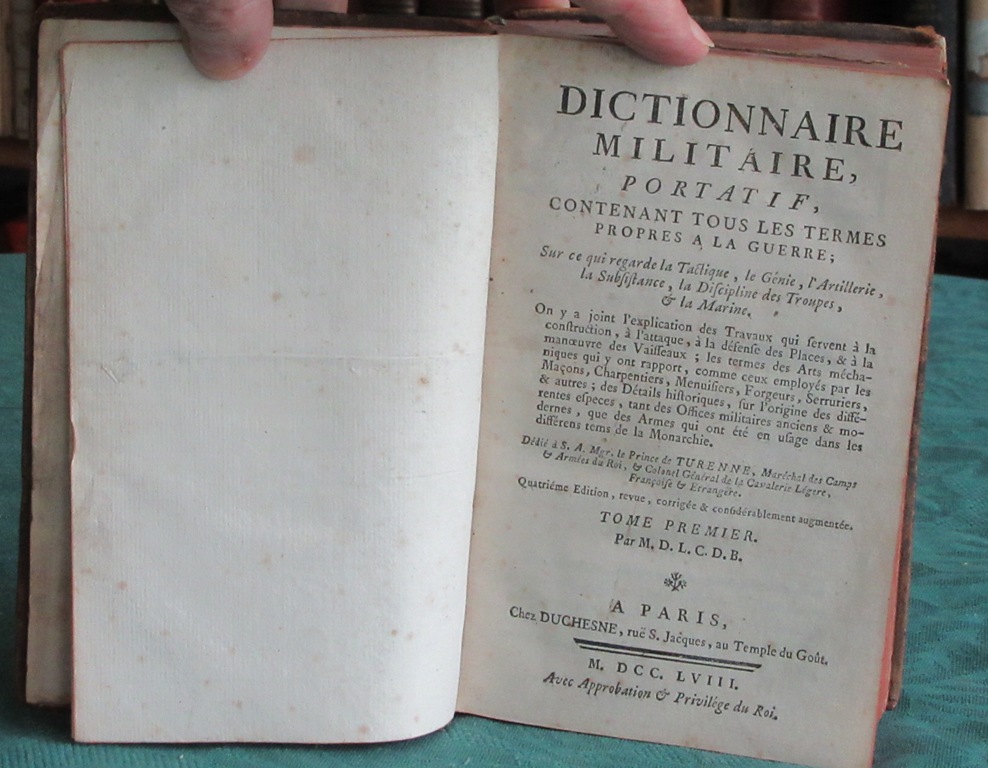 DICTIONNAIRE
MILITAIRE,
PORTATIF,
CONTENANT TOUS LES TERMES
PROPRES A LA GUERRE;
Sur ce qui regarde la Tactique, le Génie, l'Artillerie,
la Subſiſtance, la Diſcipline des Troupes,
& la Marine.
On y a joint l'explication des Travaux qui ſervent à la
conſtruction, à l'attaque, à la défenſe des Places, & à la
manœuvre des Vaiſſeaux; les termes des Arts mécha-
niques qui y ont rapport, comme ceux employés par les
Maçons, Charpentiers, Menuiſiers, Forgeurs, Serruriers,
& autres; des Détails hiſtoriques, ſur l'origine des diffé-
rentes eſpeces, tant des Offices militaires anciens & mo-
dernes, que des Armes qui ont été en uſage dans les
différens tems de la Monarchie.
Dédié à S. A. Mgr. le Prince de TURENNE, Maréchal des Camps
& Armées du Roi, & Colonel Général de la Cavalerie Légere,
Françoiſe & Etrangère.
Quatriéme Edition, revue, corrigée & conſidérablement augmentée.
TOME PREMIER.
Par M. D. L. C. D. B.
A PARIS,
Chez DUCHESNE, ruë S. Jacques, au Temple du Goût.
M. DCC. LVIII.
Avec Approbation & Privilége du Roi.